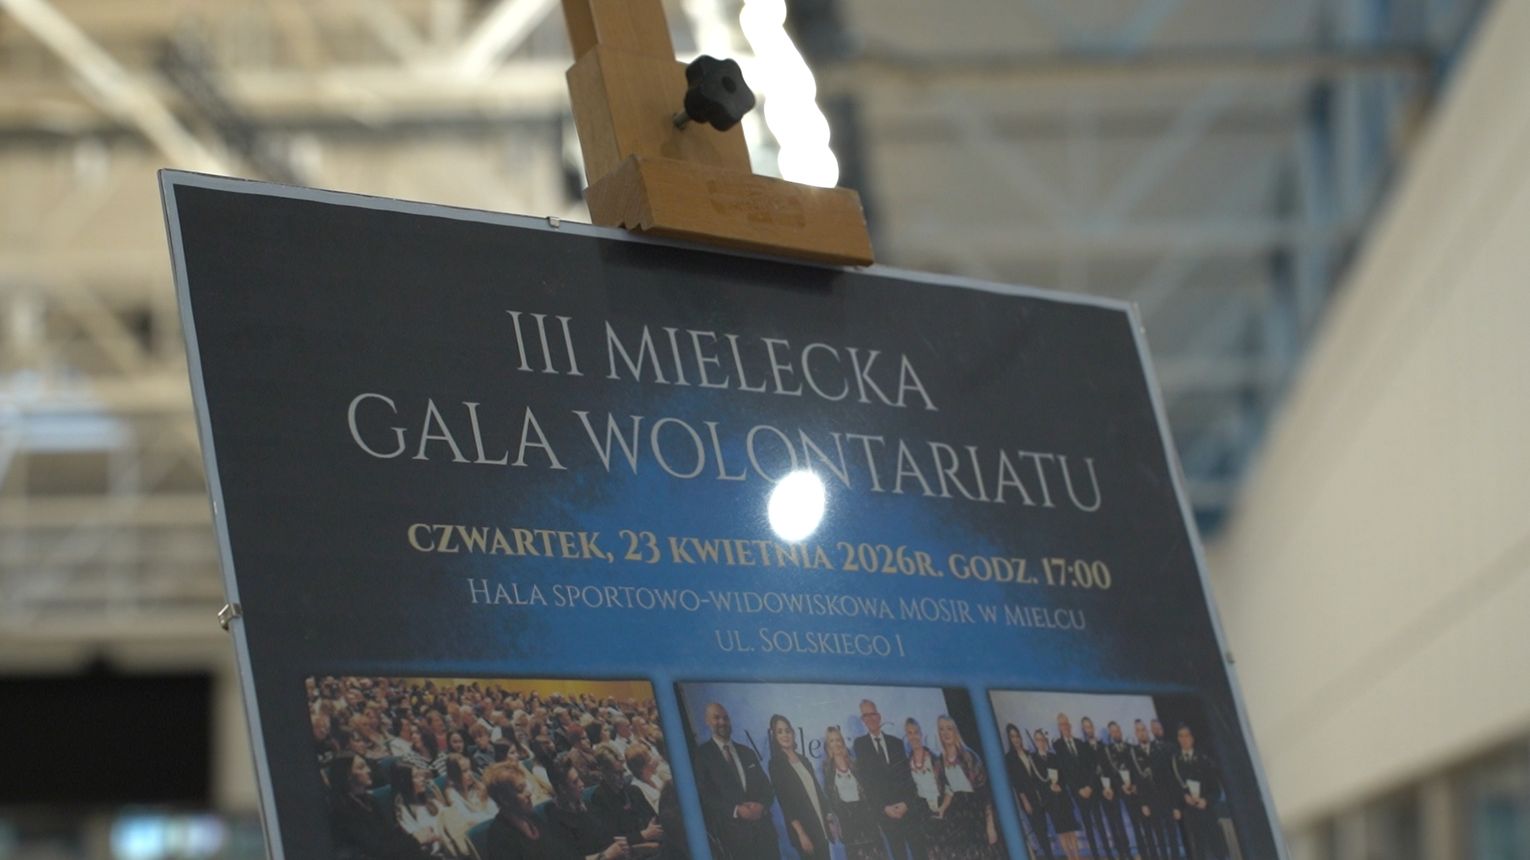 III MIELECKA
GALA WOLONTARIATU
CZWARTEK, 23 KWIETNIA 2026R. GODZ. 17:00
HALA SPORTOWO-WIDOWISKOWA MOSIR W MIELCU
UL. SOLSKIEGO 1